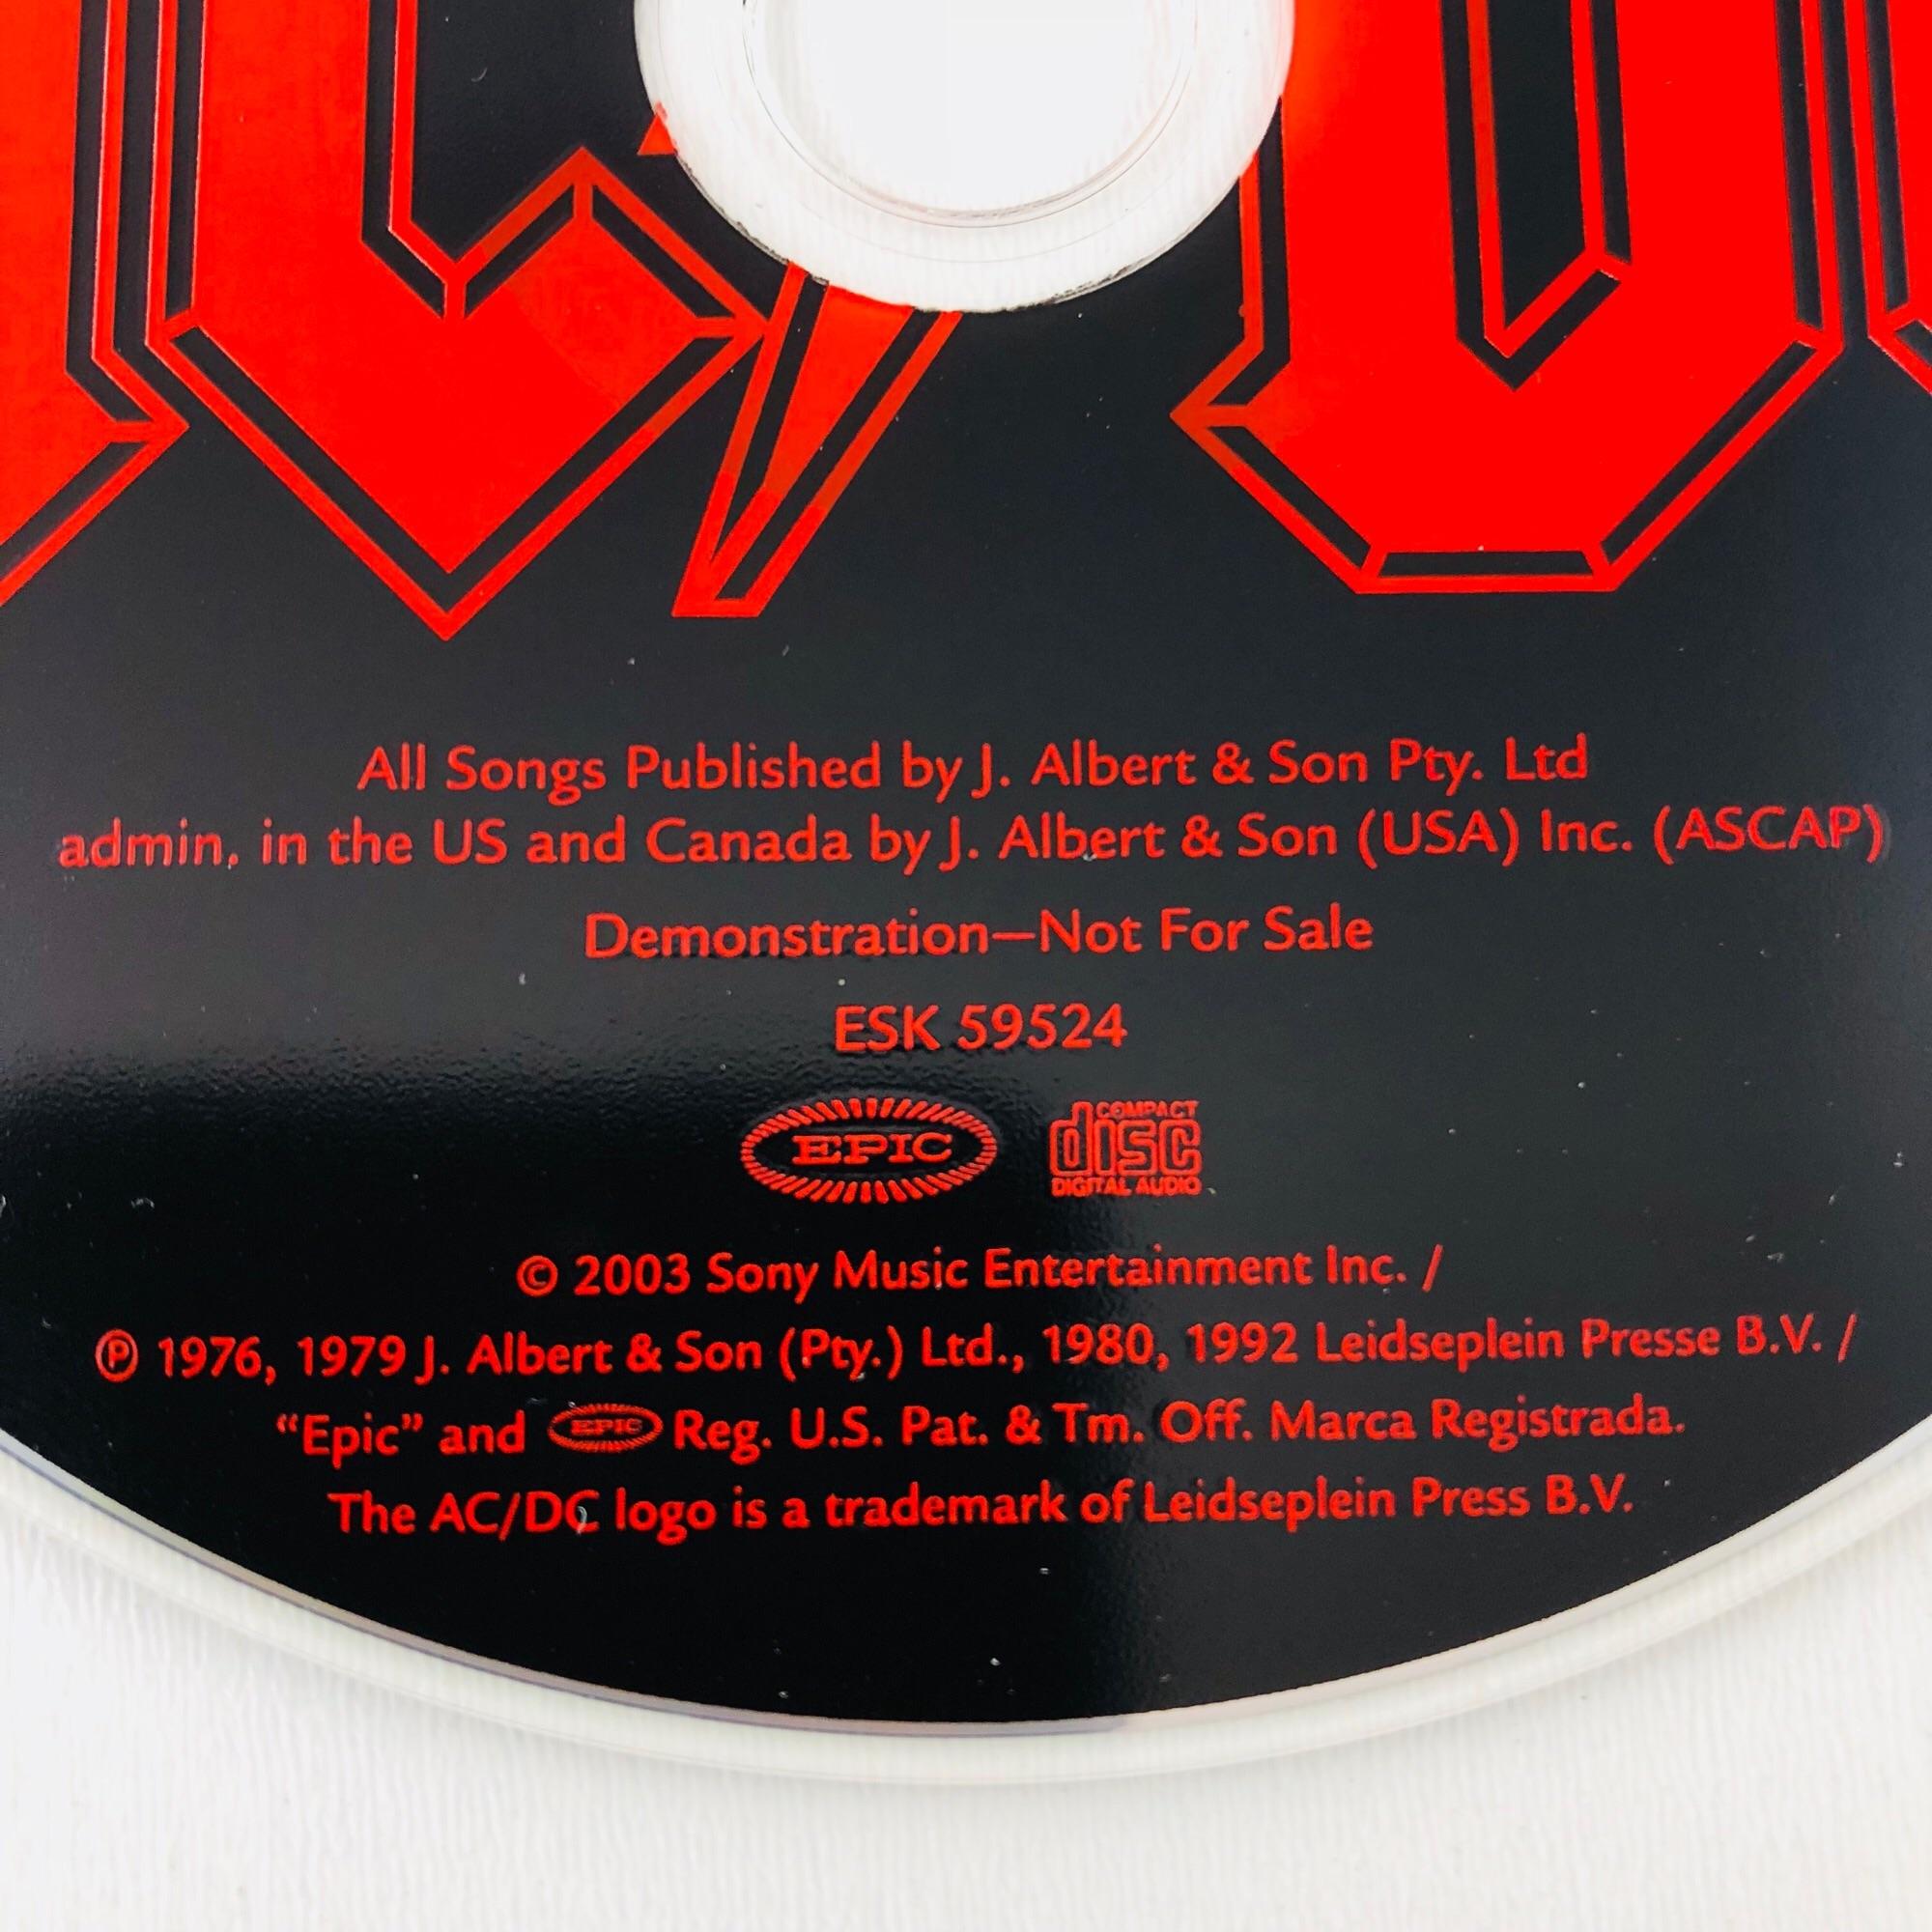 All Songs Published by J. Albert & Son Pty. Ltd
admin. in the US and Canada by J. Albert & Son (USA) Inc. (ASCAP)
Demonstration—Not For Sale
ESK 59524
EPIC
COMPACT
disc
DIGITAL AUDIO
© 2003 Sony Music Entertainment Inc. /
℗ 1976, 1979 J. Albert & Son (Pty.) Ltd., 1980, 1992 Leidseplein Presse B.V. /
“Epic” and EPIC Reg. U.S. Pat. & Tm. Off. Marca Registrada.
The AC/DC logo is a trademark of Leidseplein Press B.V.